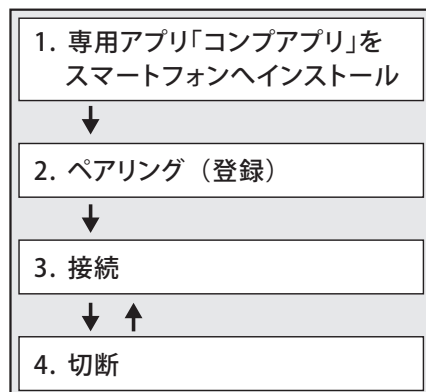 1. 専用アプリ「コンプアプリ」を
スマートフォンへインストール
2. ペアリング（登録）
3. 接続
4. 切断